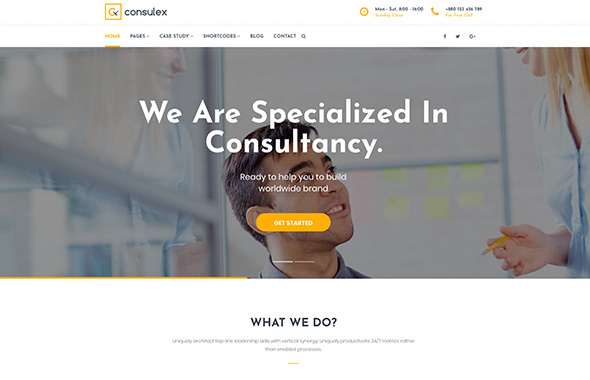 consulex
Mon - Sat, 8:00 - 16:00
Sunday Close
+880 123 456 789
For Free Call
HOME PAGES CASE STUDY SHORTCODES BLOG CONTACT
We Are Specialized In
Consultancy.
Ready to help you to build
worldwide brand
GET STARTED
WHAT WE DO?
Uniquely architect top-line leadership skills with vertical synergy. Uniquely productivate 24/7 metrics rather
than enabled processes.